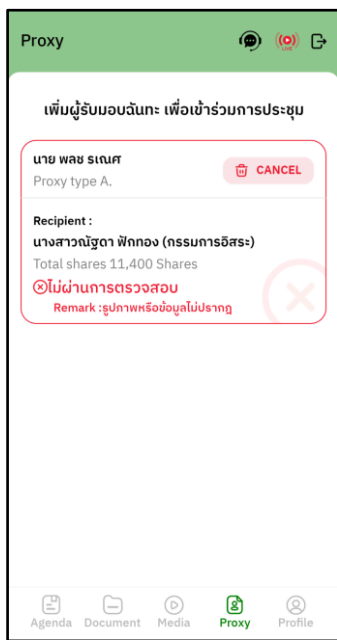 Proxy
LIVE
เพิ่มผู้รับมอบฉันทะ เพื่อเข้าร่วมการประชุม
นาย พลช ระเณศ
CANCEL
Proxy type A.
Recipient :
นางสาวณัฐดา ฟักทอง (กรรมการอิสระ)
Total shares 11,400 Shares
ไม่ผ่านการตรวจสอบ
Remark :รูปภาพหรือข้อมูลไม่ปรากฏ
Agenda Document Media Proxy Profile